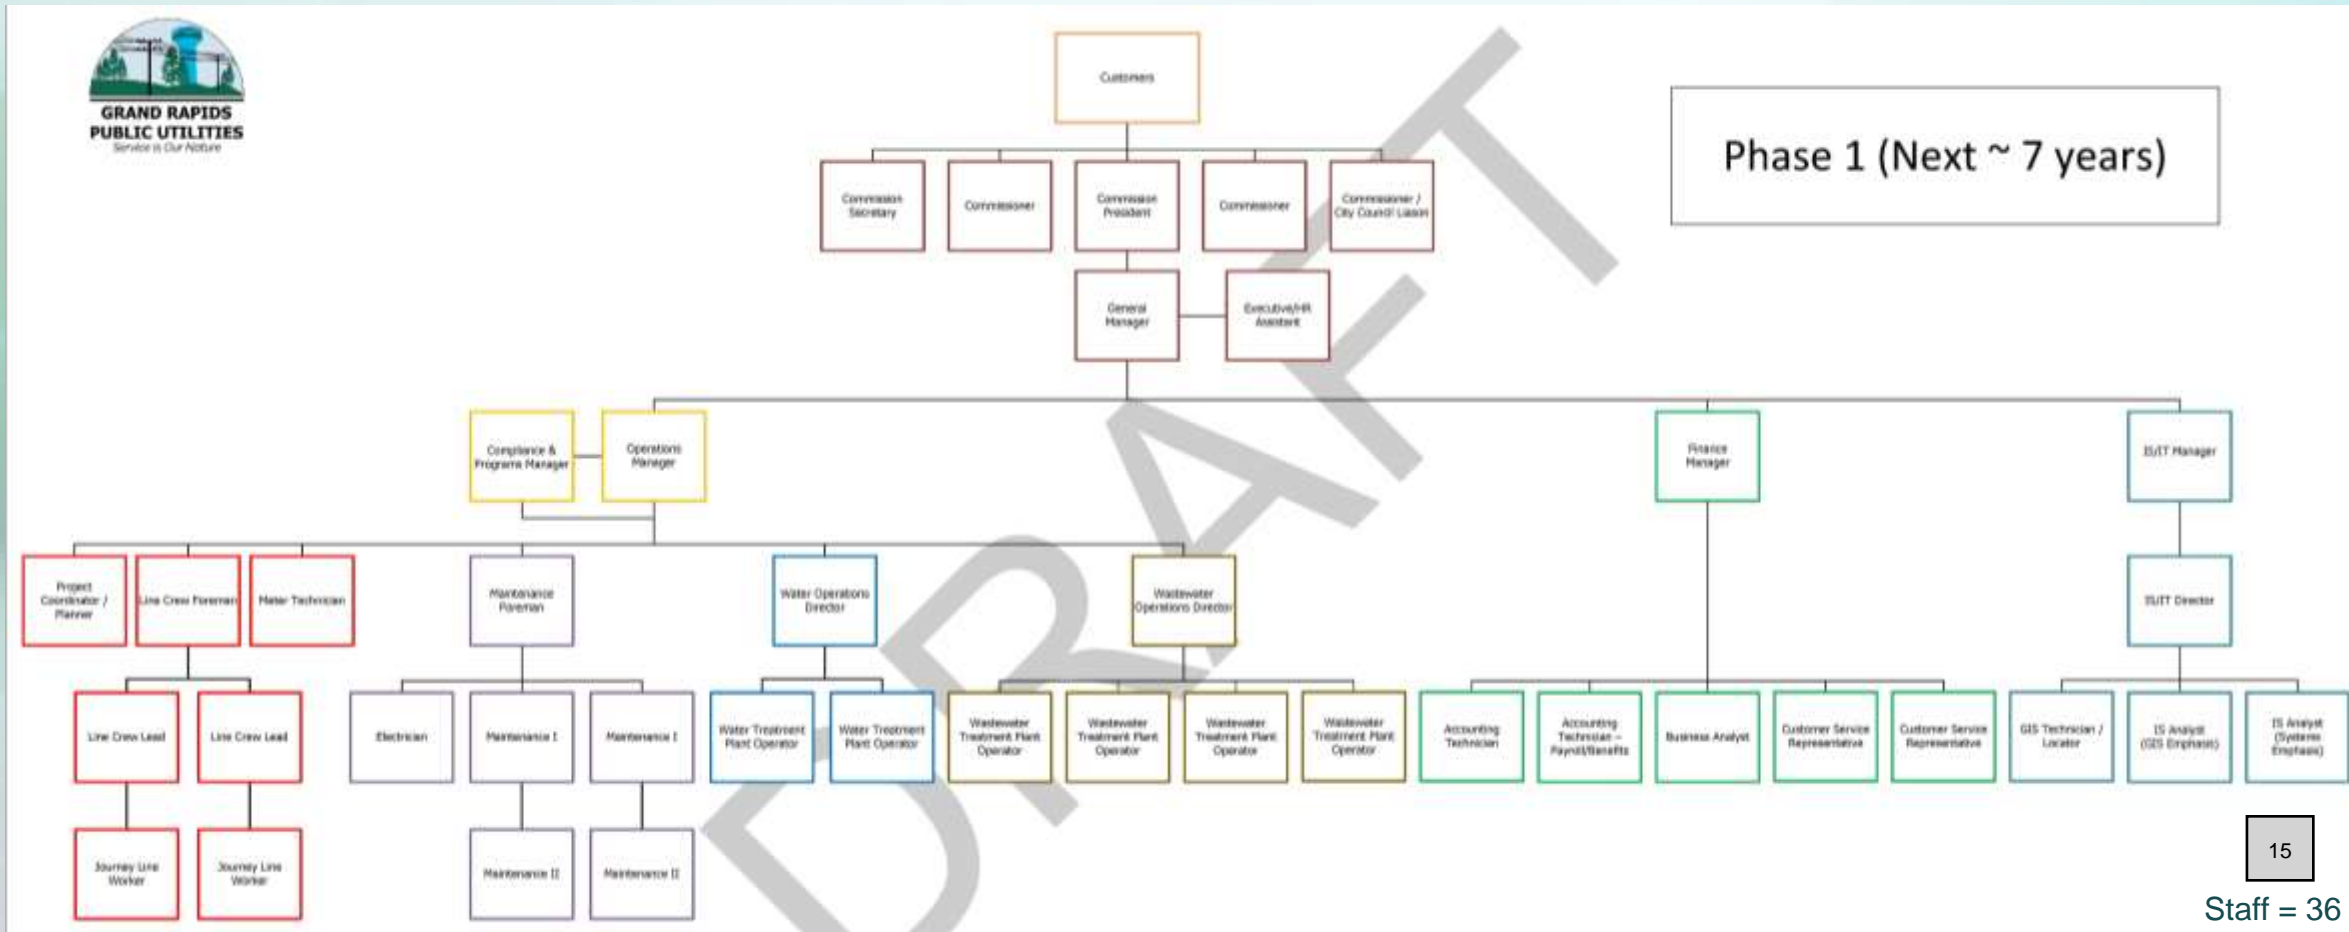 GRAND RAPIDS
PUBLIC UTILITIES
Service is Our Nature
Customers
Phase 1 (Next ~ 7 years)
Commission
Secretary
Commissioner
Commission
President
Commissioner
Commissioner /
City Council Liaison
General
Manager
Executive/HR
Assistant
Compliance &
Programs Manager
Operations
Manager
Finance
Manager
IS/IT Manager
Project
Coordinator /
Planner
Line Crew Foreman
Meter Technician
Maintenance
Foreman
Water Operations
Director
Wastewater
Operations Director
IS/IT Director
Line Crew Lead
Line Crew Lead
Electrician
Maintenance I
Maintenance I
Water Treatment
Plant Operator
Water Treatment
Plant Operator
Wastewater
Treatment Plant
Operator
Wastewater
Treatment Plant
Operator
Wastewater
Treatment Plant
Operator
Wastewater
Treatment Plant
Operator
Accounting
Technician
Accounting
Technician –
Payroll/Benefits
Business Analyst
Customer Service
Representative
Customer Service
Representative
GIS Technician /
Locator
IS Analyst
(GIS Emphasis)
IS Analyst
(Systems
Emphasis)
Journey Line
Worker
Journey Line
Worker
Maintenance II
Maintenance II
DRAFT
15
Staff = 36